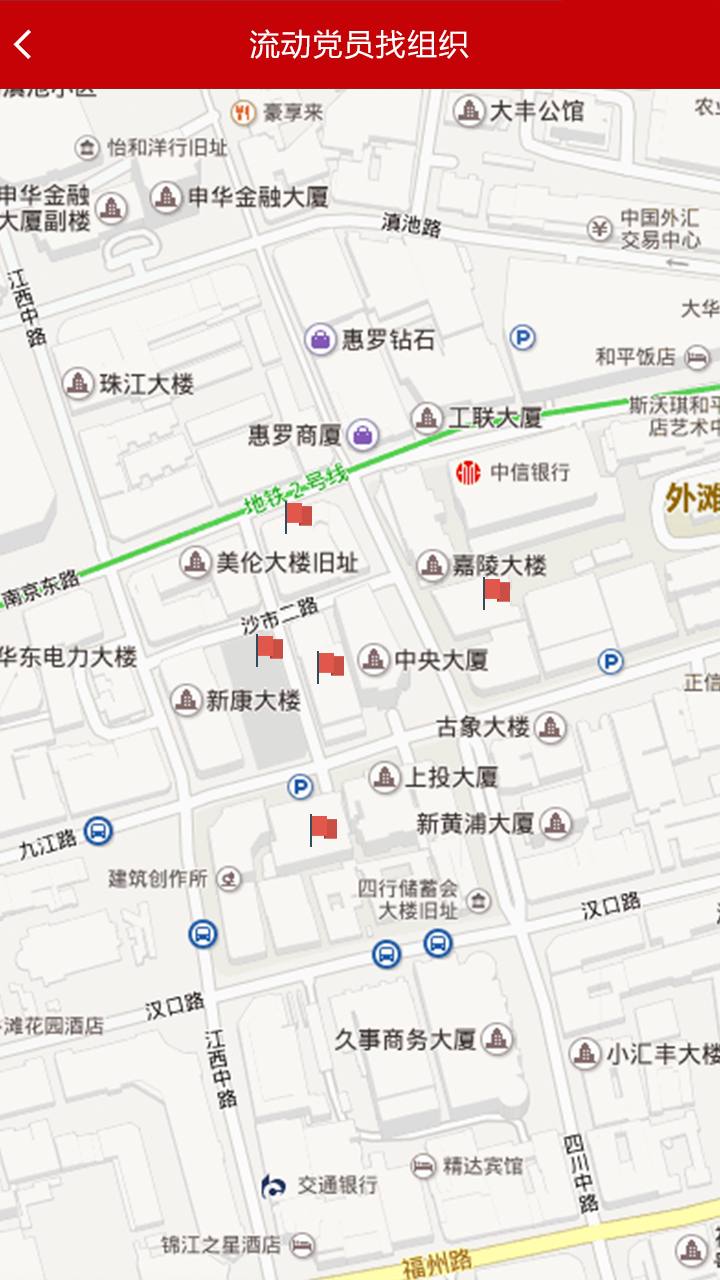 流动党员找组织
滇池小区
豪享来
大丰公馆
农业
怡和洋行旧址
申华金融
大厦副楼
申华金融大厦
滇池路
中国外汇
交易中心
江西中路
大华
惠罗钻石
P
和平饭店
珠江大楼
斯沃琪和平
店艺术中
工联大厦
惠罗商厦
中信银行
地铁2号线
外滩
美伦大楼旧址
嘉陵大楼
南京东路
沙市二路
华东电力大楼
中央大厦
P
正信
新康大楼
古象大楼
上投大厦
P
新黄浦大厦
九江路
建筑创作所
四行储蓄会
大楼旧址
汉口路
汉口路
滩花园酒店
江西中路
久事商务大厦
小汇丰大楼
四川中路
精达宾馆
交通银行
锦江之星酒店
福州路